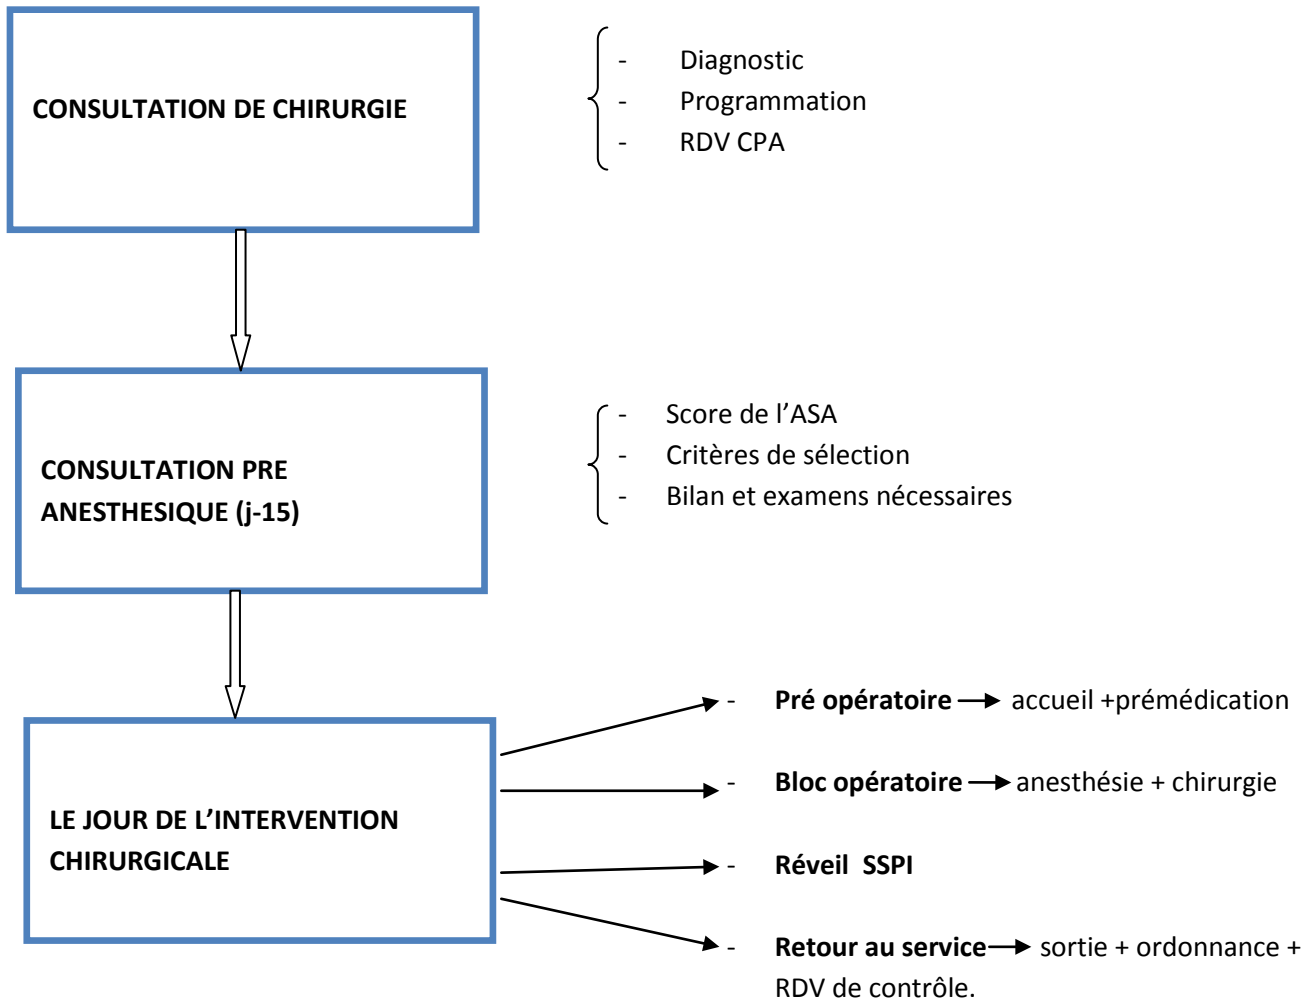 CONSULTATION DE CHIRURGIE
- Diagnostic
- Programmation
- RDV CPA
CONSULTATION PRE
ANESTHESIQUE (j-15)
- Score de l’ASA
- Critères de sélection
- Bilan et examens nécessaires
LE JOUR DE L’INTERVENTION
CHIRURGICALE
- Pré opératoire → accueil +prémédication
- Bloc opératoire → anesthésie + chirurgie
- Réveil SSPI
- Retour au service → sortie + ordonnance +
RDV de contrôle.